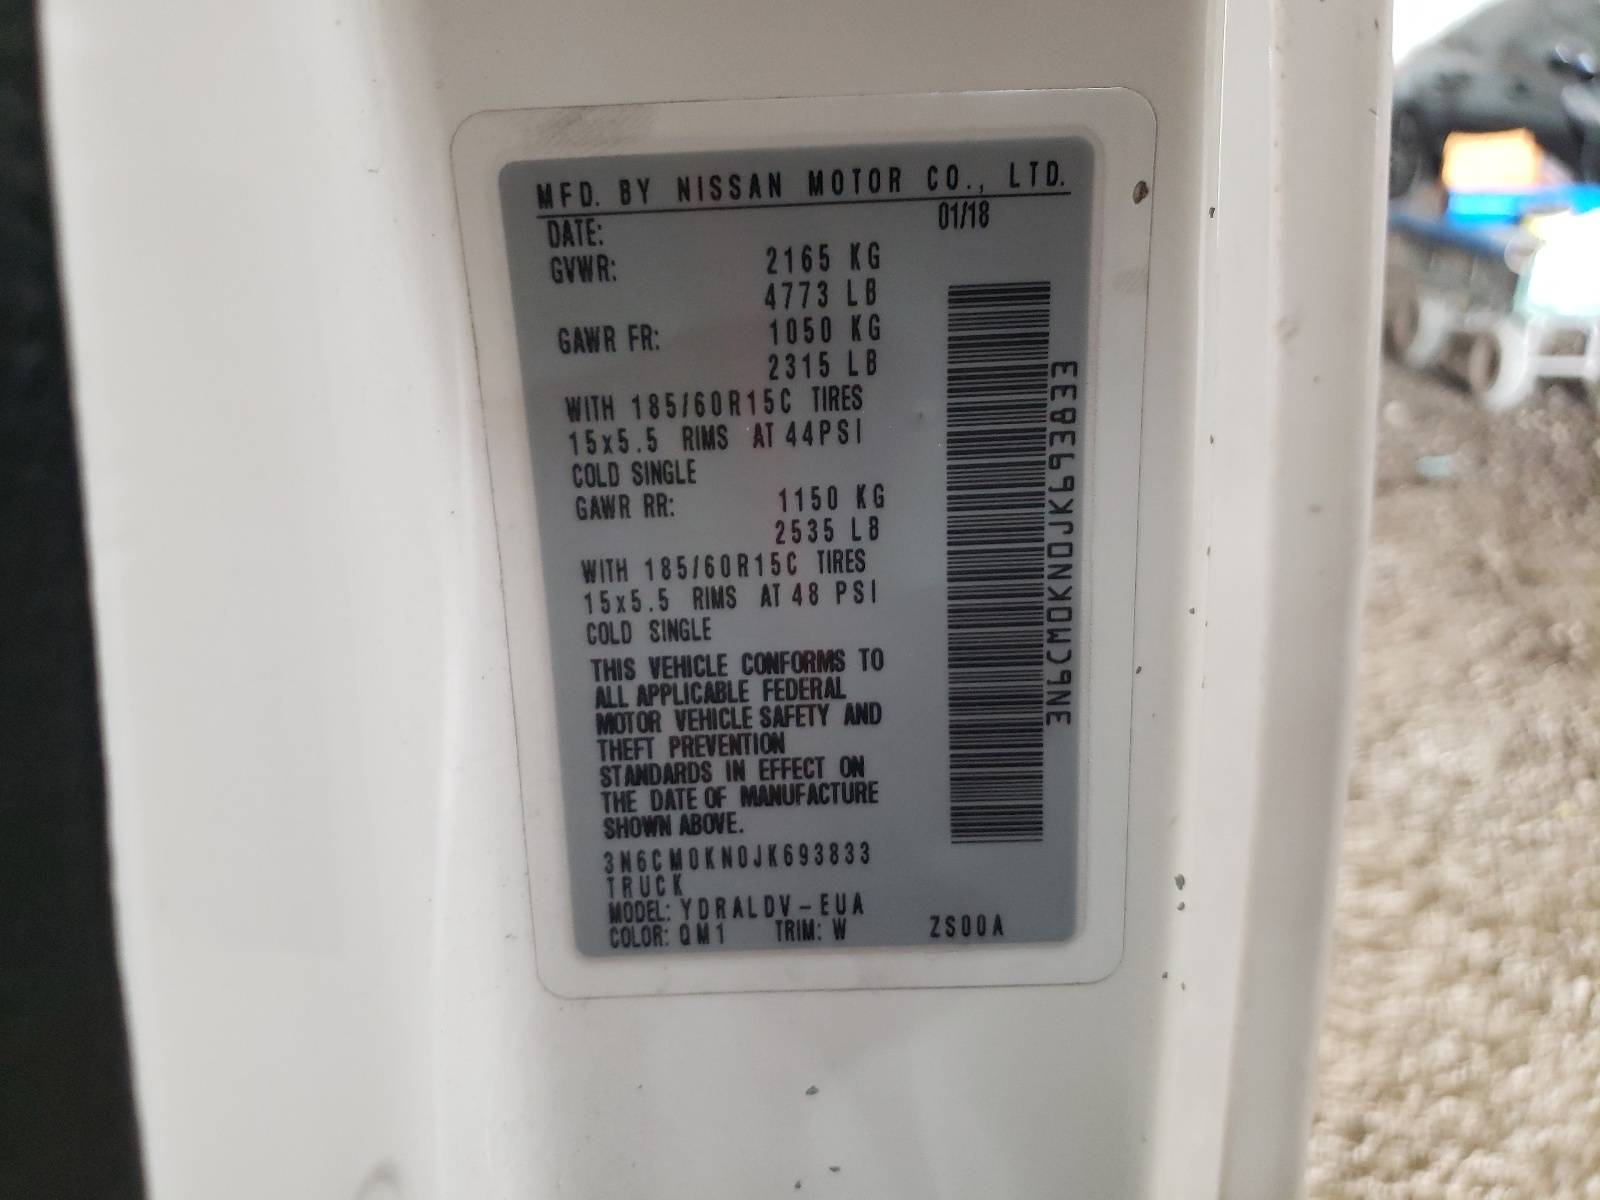 MFD. BY NISSAN MOTOR CO., LTD.
DATE: 01/18
GVWR: 2165 KG
4773 LB
GAWR FR: 1050 KG
2315 LB
WITH 185/60R15C TIRES
15x5.5 RIMS AT 44PSI
COLD SINGLE
GAWR RR: 1150 KG
2535 LB
WITH 185/60R15C TIRES
15x5.5 RIMS AT 48 PSI
COLD SINGLE
THIS VEHICLE CONFORMS TO
ALL APPLICABLE FEDERAL
MOTOR VEHICLE SAFETY AND
THEFT PREVENTION
STANDARDS IN EFFECT ON
THE DATE OF MANUFACTURE
SHOWN ABOVE.
3N6CM0KN0JK693833
TRUCK
MODEL: YDRALDV-EUA
COLOR: QM1 TRIM: W ZS00A
3N6CM0KN0JK693833